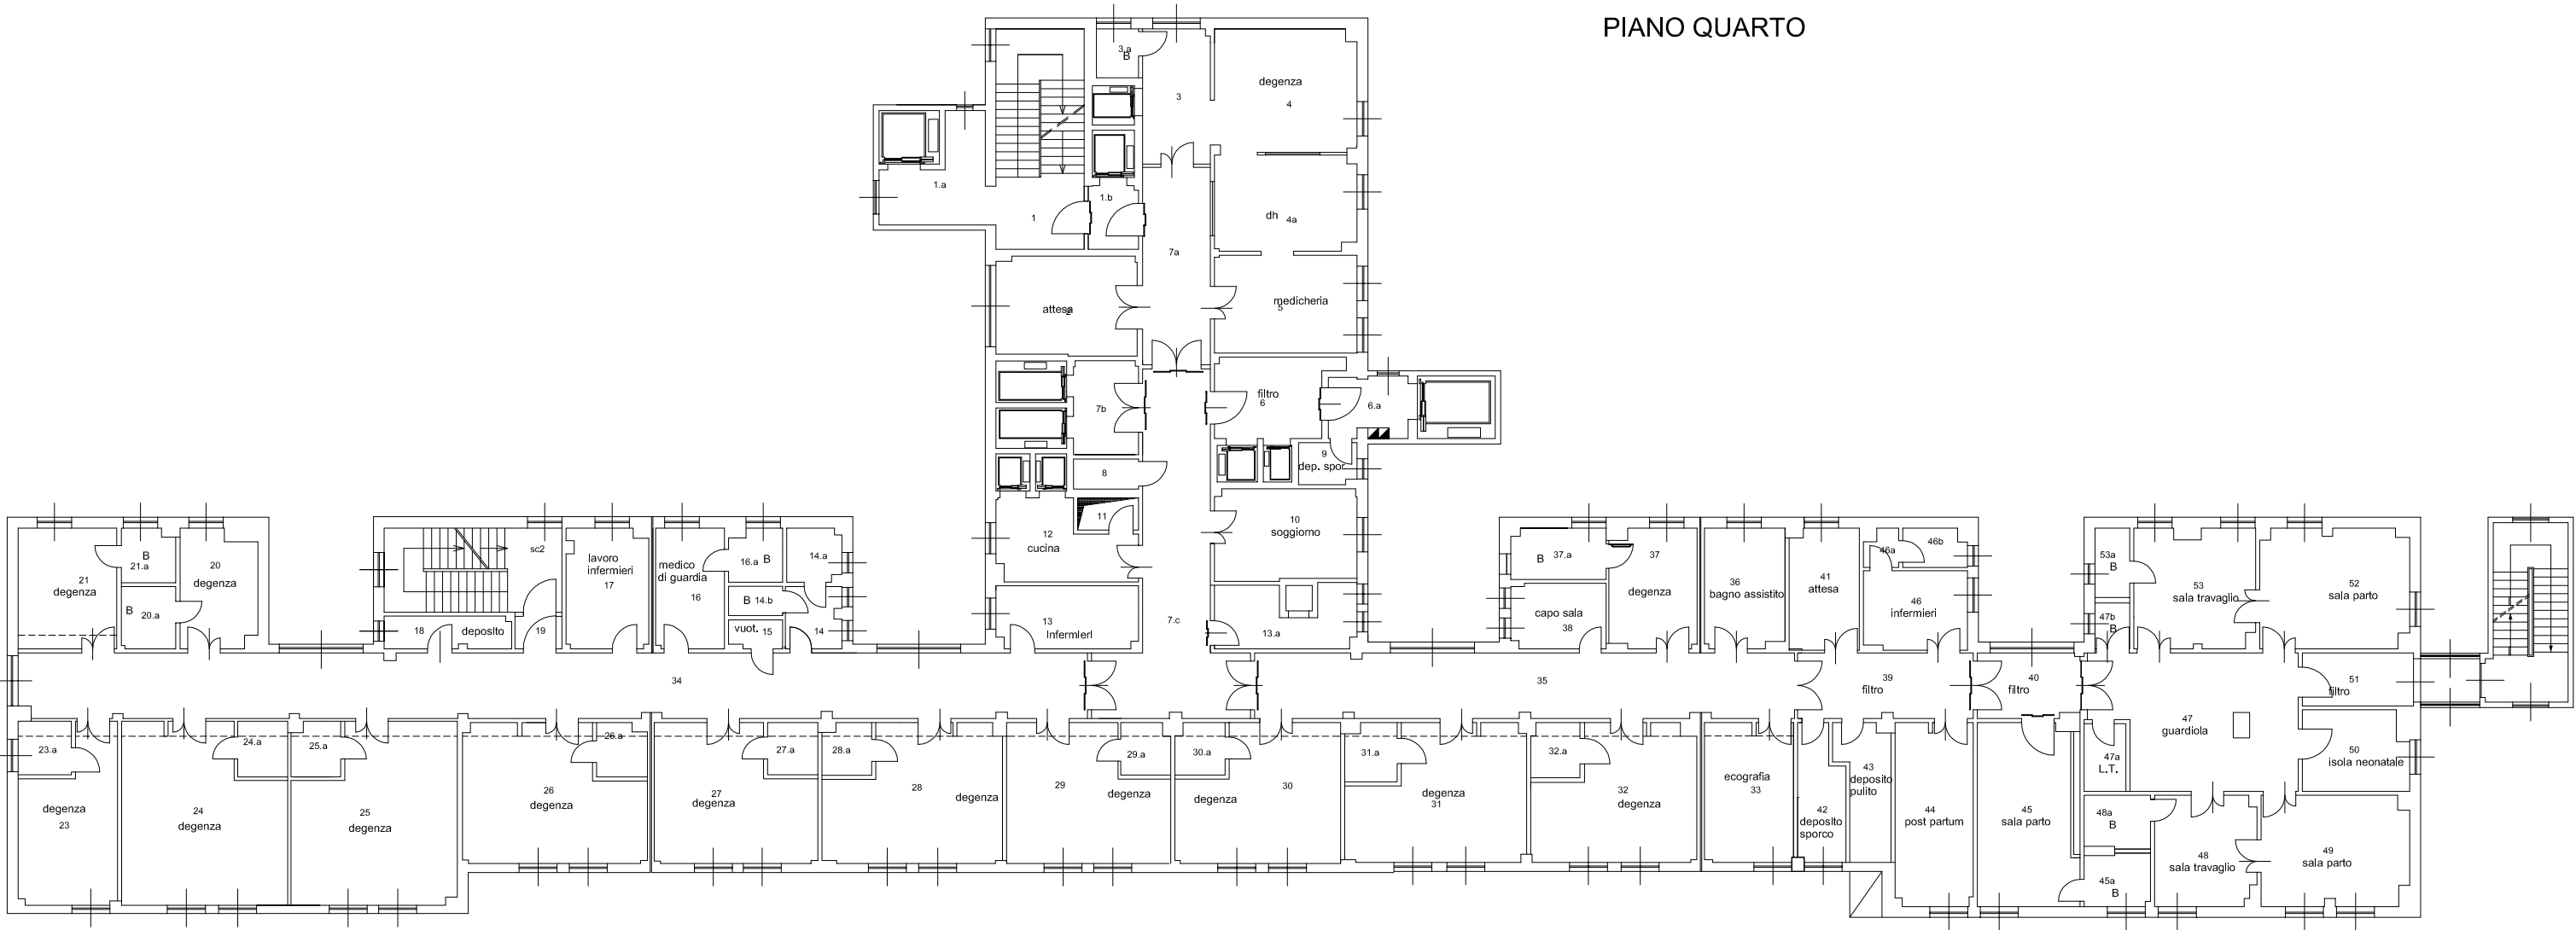 PIANO QUARTO
3.a
B
degenza
3
4
1.a
1.b
1
dh 4a
7a
attesa
2
medicheria
5
filtro
6
6.a
7b
8
9
dep. spor
11
12
cucina
10
soggiorno
13
Infermieri
7.c
13.a
21
degenza
B
21.a
B
20.a
20
degenza
sc2
18
deposito
19
lavoro
infermieri
17
medico
di guardia
16
16.a B
14.a
B 14.b
vuot. 15
14
B 37.a
37
degenza
capo sala
38
36
bagno assistito
41
attesa
46a
46b
46
infermieri
53a
B
47b
B
53
sala travaglio
52
sala parto
34
35
39
filtro
40
filtro
47
guardiola
51
filtro
50
isola neonatale
47a
L.T.
23.a
degenza
23
24.a
24
degenza
25.a
25
degenza
26.a
26
degenza
27.a
27
degenza
28.a
28
degenza
29.a
29
degenza
30.a
degenza
30
31.a
degenza
31
32.a
32
degenza
ecografia
33
42
deposito
sporco
43
deposito
pulito
44
post partum
45
sala parto
48a
B
45a
B
48
sala travaglio
49
sala parto